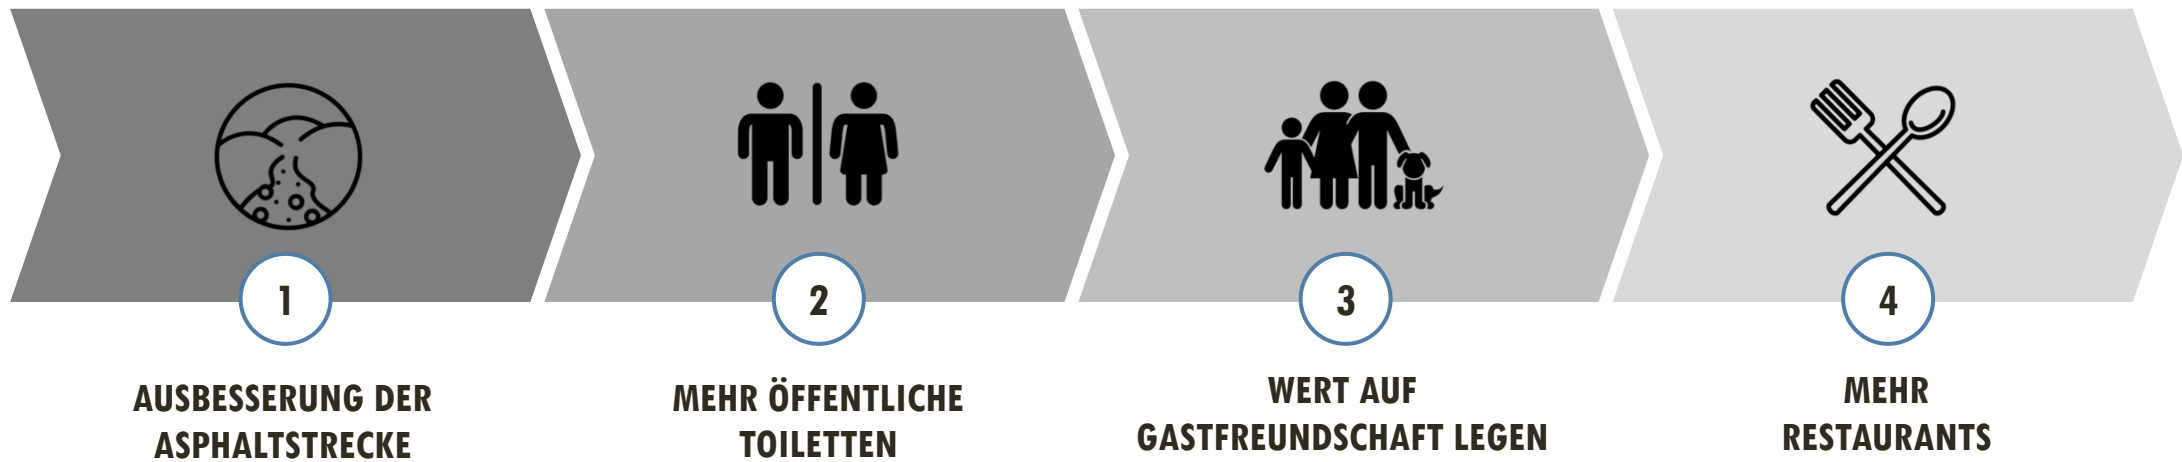 1
AUSBESSERUNG DER
ASPHALTSTRECKE
2
MEHR ÖFFENTLICHE
TOILETTEN
3
WERT AUF
GASTFREUNDSCHAFT LEGEN
4
MEHR
RESTAURANTS